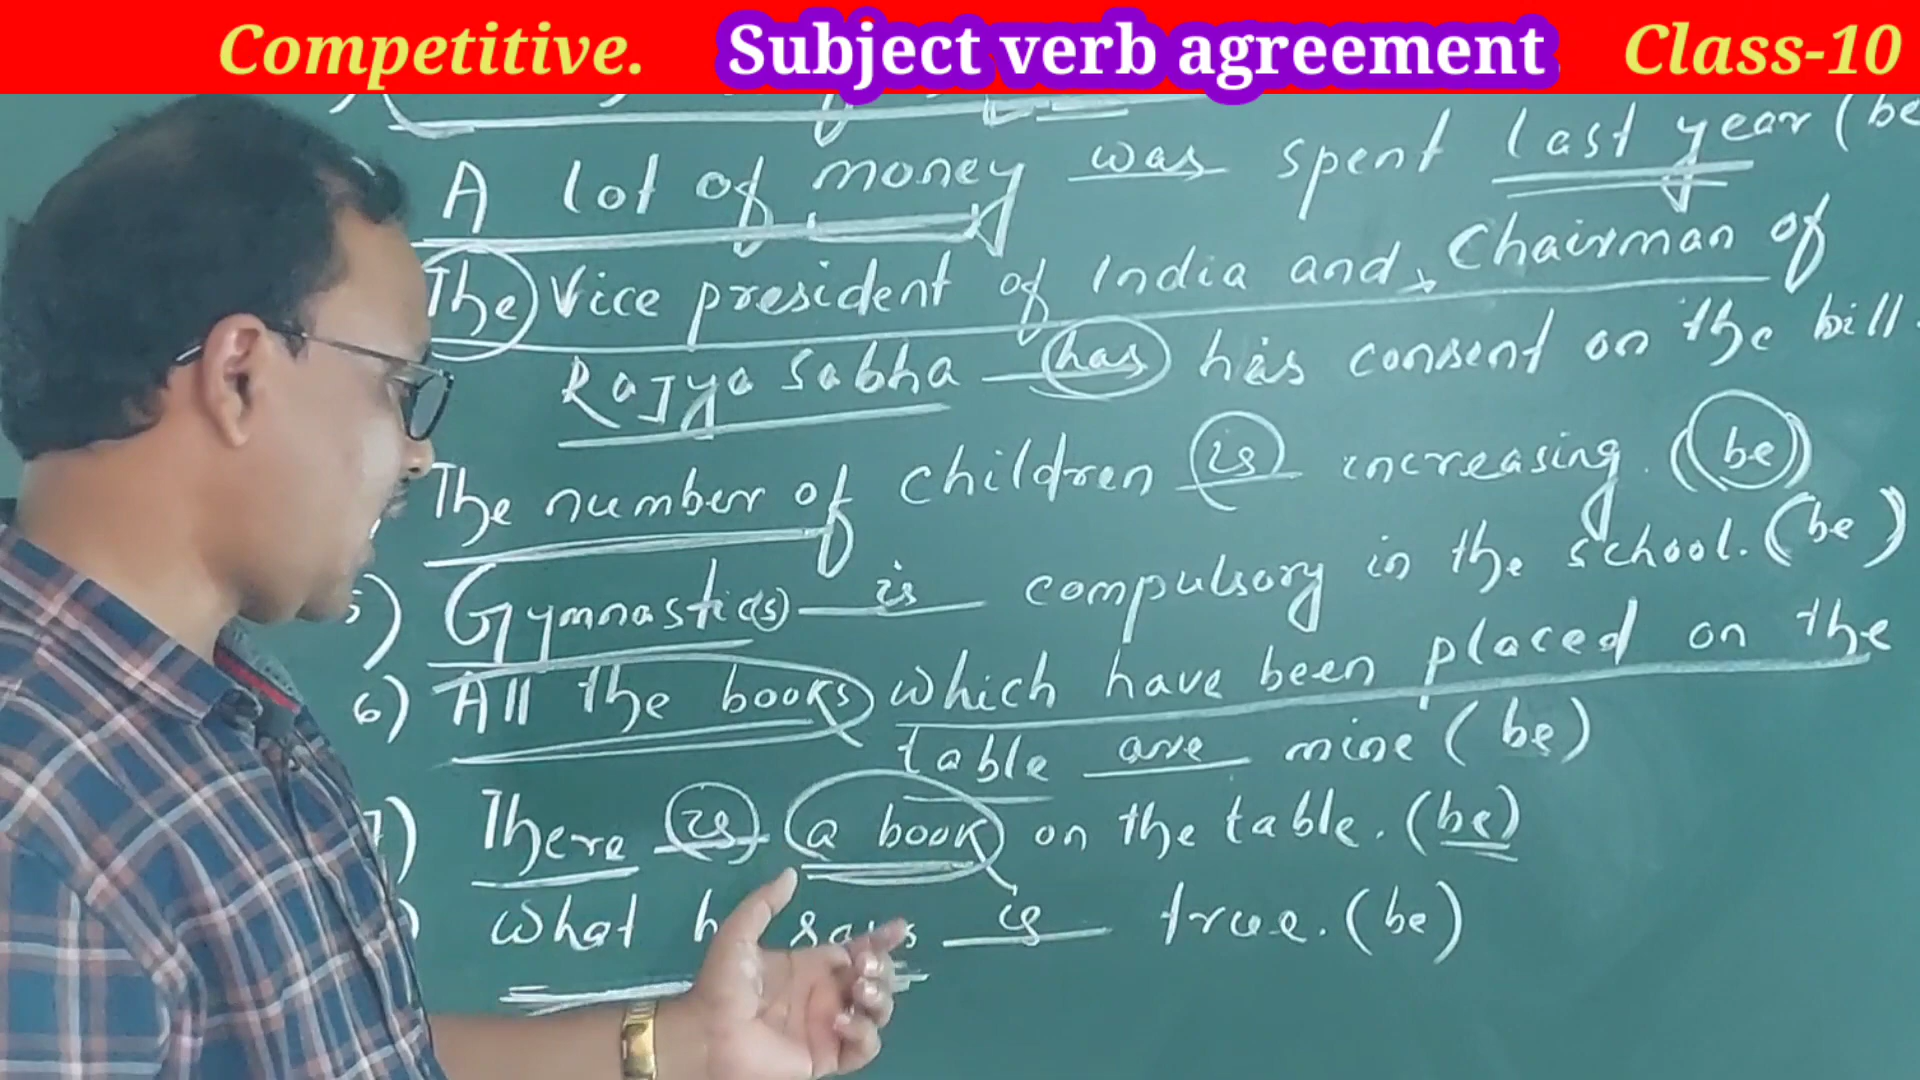 Competitive. Subject verb agreement Class-10
A lot of money was spent last year (be
The Vice president of India and Chairman of
Rajya Sabha has his consent on the bill.
The number of children is increasing. (be)
5) Gymnastic(s) is compulsory in the school. (be)
6) All the books which have been placed on the
table are mine (be)
7) There is a book on the table. (be)
What says is true. (be)